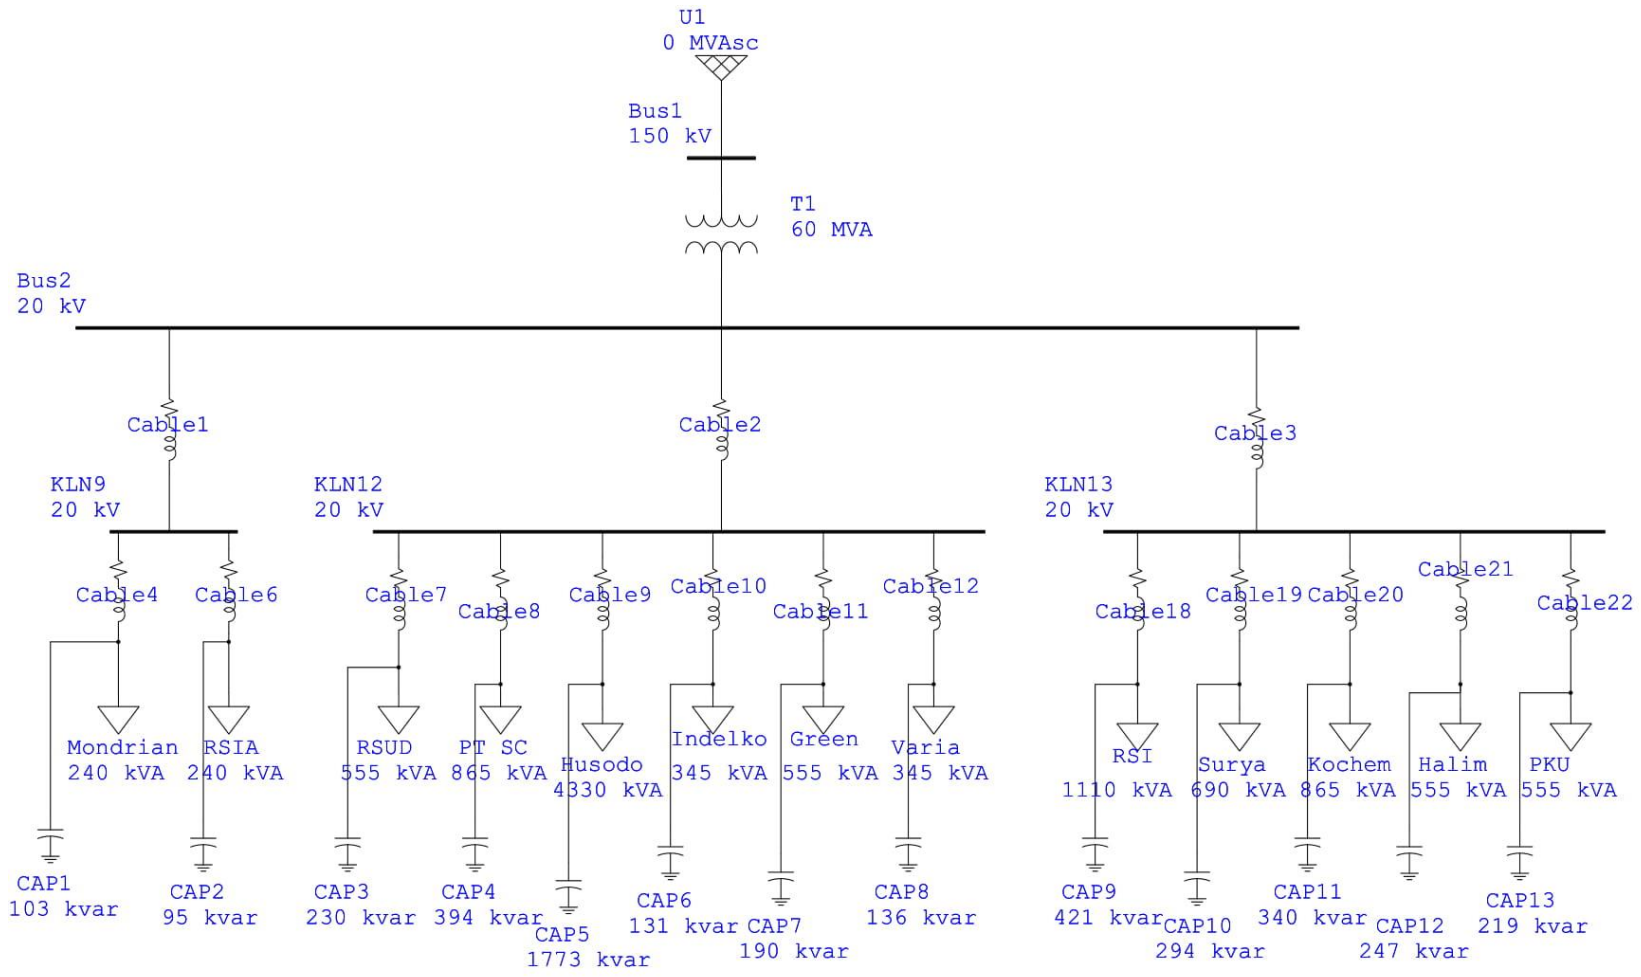 U1
0 MVAsc
Bus1
150 kV
T1
60 MVA
Bus2
20 kV
Cable1
Cable2
Cable3
KLN9
20 kV
KLN12
20 kV
KLN13
20 kV
Cable4
Cable6
Cable7
Cable8
Cable9
Cable10
Cable11
Cable12
Cable18
Cable19
Cable20
Cable21
Cable22
Mondrian
240 kVA
RSIA
240 kVA
RSUD
555 kVA
PT SC
865 kVA
Husodo
4330 kVA
Indelko
345 kVA
Green
555 kVA
Varia
345 kVA
RSI
1110 kVA
Surya
690 kVA
Kochem
865 kVA
Halim
555 kVA
PKU
555 kVA
CAP1
103 kvar
CAP2
95 kvar
CAP3
230 kvar
CAP4
394 kvar
CAP5
1773 kvar
CAP6
131 kvar
CAP7
190 kvar
CAP8
136 kvar
CAP9
421 kvar
CAP10
294 kvar
CAP11
340 kvar
CAP12
247 kvar
CAP13
219 kvar